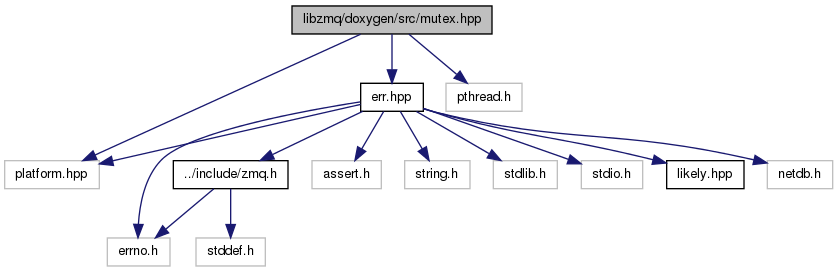 libzmq/doxygen/src/mutex.hpp
err.hpp
pthread.h
platform.hpp
../include/zmq.h
assert.h
string.h
stdlib.h
stdio.h
likely.hpp
netdb.h
errno.h
stddef.h